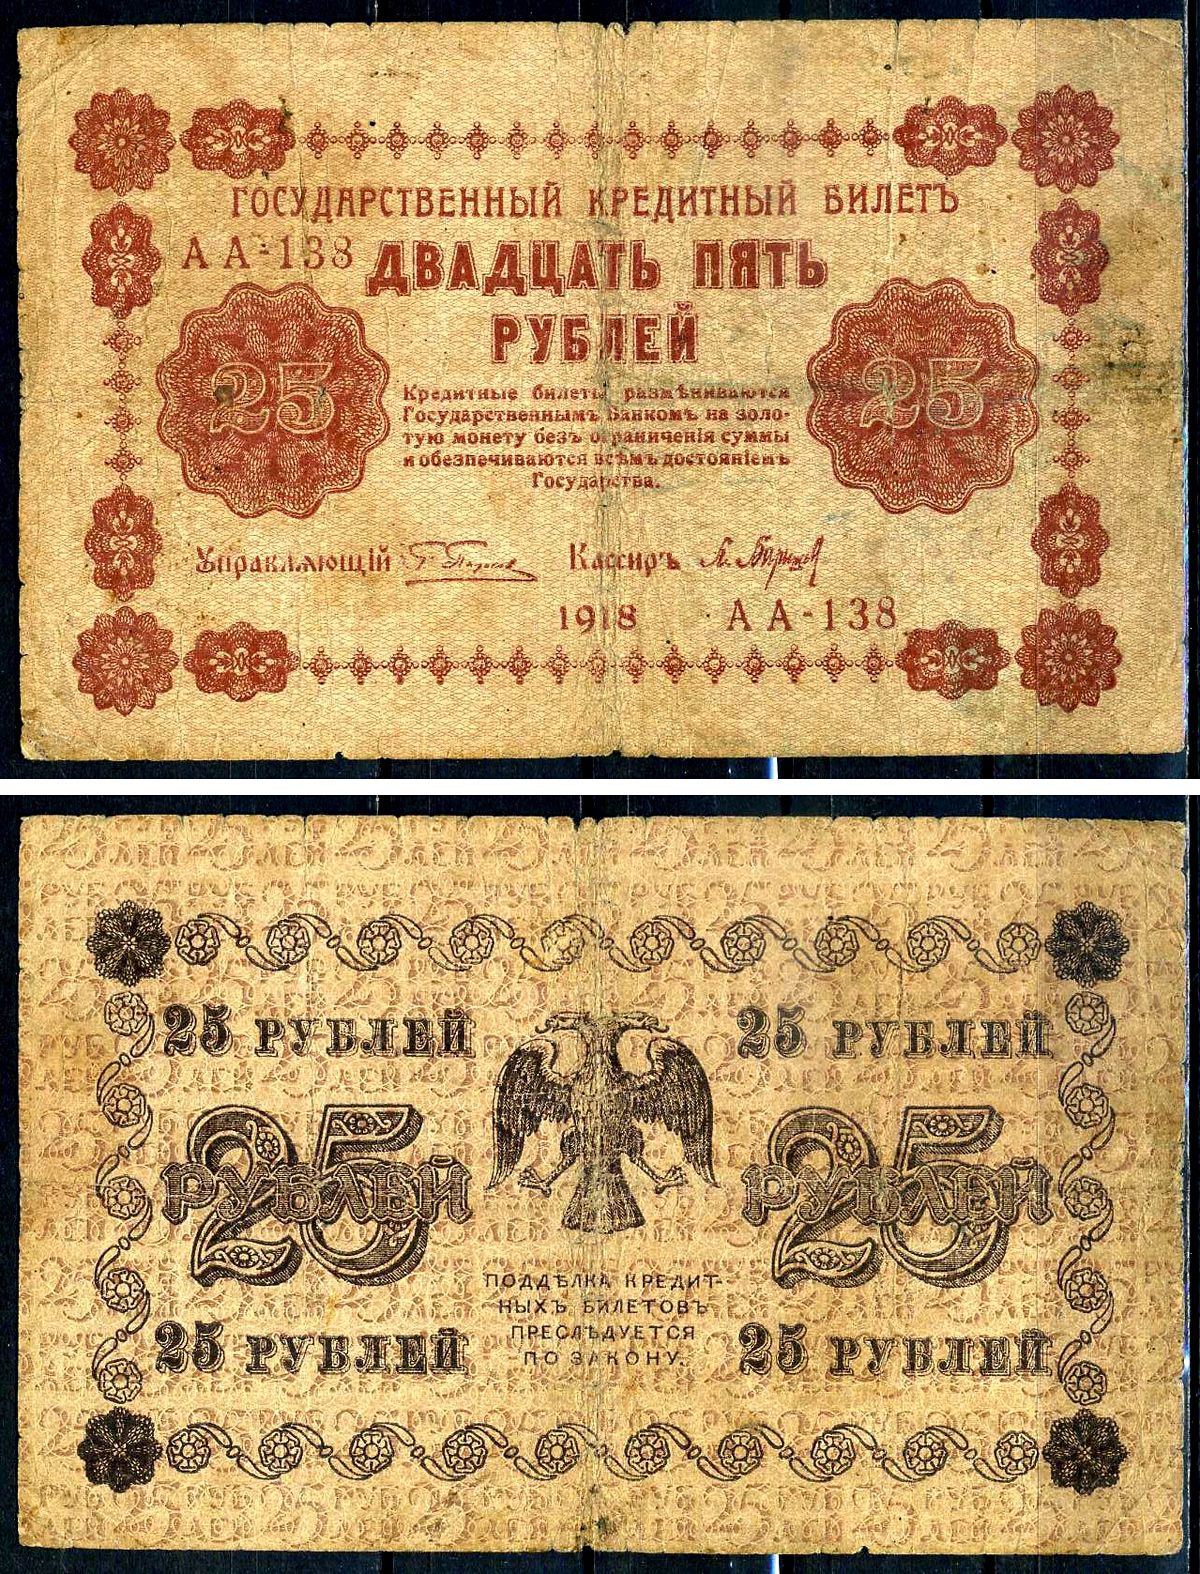 ГОСУДАРСТВЕННЫЙ КРЕДИТНЫЙ БИЛЕТЪ
АА-138
ДВАДЦАТЬ ПЯТЬ
РУБЛЕЙ
25
25
Кредитные билеты размѣниваются
Государственнымъ Банкомъ на золо-
тую монету безъ ограниченія суммы
и обезпечиваются всѣмъ достояніемъ
Государства.
Управляющій
Кассиръ
1918
АА-138
25 РУБЛЕЙ
25 РУБЛЕЙ
25 РУБЛЕЙ
25 РУБЛЕЙ
ПОДДѢЛКА КРЕДИТ-
НЫХЪ БИЛЕТОВЪ
ПРЕСЛѢДУЕТСЯ
ПО ЗАКОНУ.
25 РУБЛЕЙ
25 РУБЛЕЙ